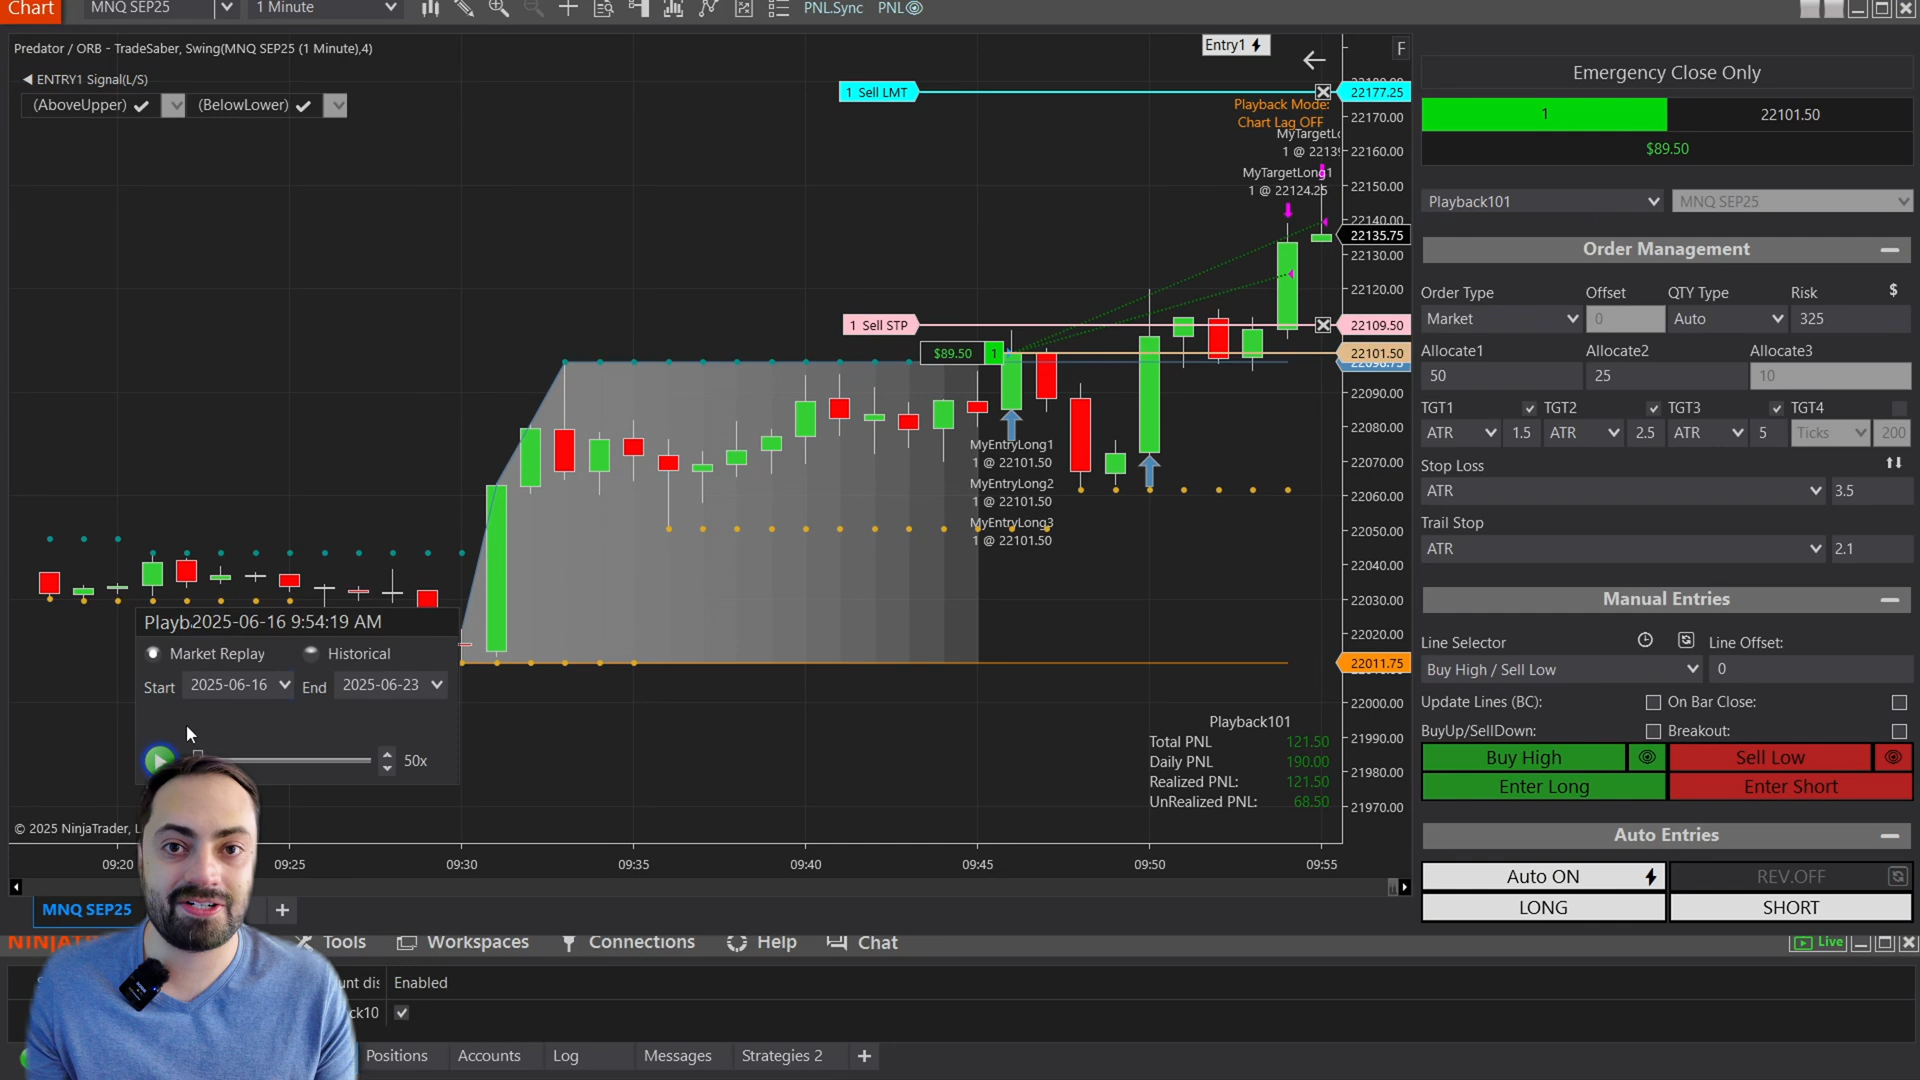 Chart
MNQ SEP25
1 Minute
PNL.Sync
PNL
Predator / ORB - TradeSaber, Swing(MNQ SEP25 (1 Minute),4)
Entry1
F
ENTRY1 Signal(L/S)
(AboveUpper)
(BelowLower)
1 Sell LMT
22177.25
Playback Mode:
Chart Lag OFF
22170.00
22160.00
1 @ 2213
22150.00
MyTargetLong1
1 @ 22124.25
22140.00
22135.75
22130.00
22120.00
1 Sell STP
22109.50
$89.50
1
22101.50
22090.00
22080.00
22070.00
22060.00
22050.00
22040.00
22030.00
22020.00
22011.75
22000.00
21990.00
21980.00
21970.00
MyEntryLong1
1 @ 22101.50
MyEntryLong2
1 @ 22101.50
MyEntryLong3
1 @ 22101.50
2025-06-16 9:54:19 AM
Market Replay
Historical
Start
2025-06-16
End
2025-06-23
50x
Playback101
Total PNL
121.50
Daily PNL
190.00
Realized PNL:
121.50
UnRealized PNL:
68.50
© 2025 NinjaTrader, L
09:20
09:25
09:30
09:35
09:40
09:45
09:50
09:55
MNQ SEP25
Emergency Close Only
1
22101.50
$89.50
Playback101
MNQ SEP25
Order Management
Order Type
Offset
QTY Type
Risk
$
Market
0
Auto
325
Allocate1
Allocate2
Allocate3
50
25
10
TGT1
TGT2
TGT3
TGT4
ATR
1.5
ATR
2.5
ATR
5
Ticks
200
Stop Loss
ATR
3.5
Trail Stop
ATR
2.1
Manual Entries
Line Selector
Line Offset:
Buy High / Sell Low
0
Update Lines (BC):
On Bar Close:
BuyUp/SellDown:
Breakout:
Buy High
Sell Low
Enter Long
Enter Short
Auto Entries
Auto ON
REV.OFF
LONG
SHORT
Tools
Workspaces
Connections
Help
Chat
Live
Enabled
Positions
Accounts
Log
Messages
Strategies 2